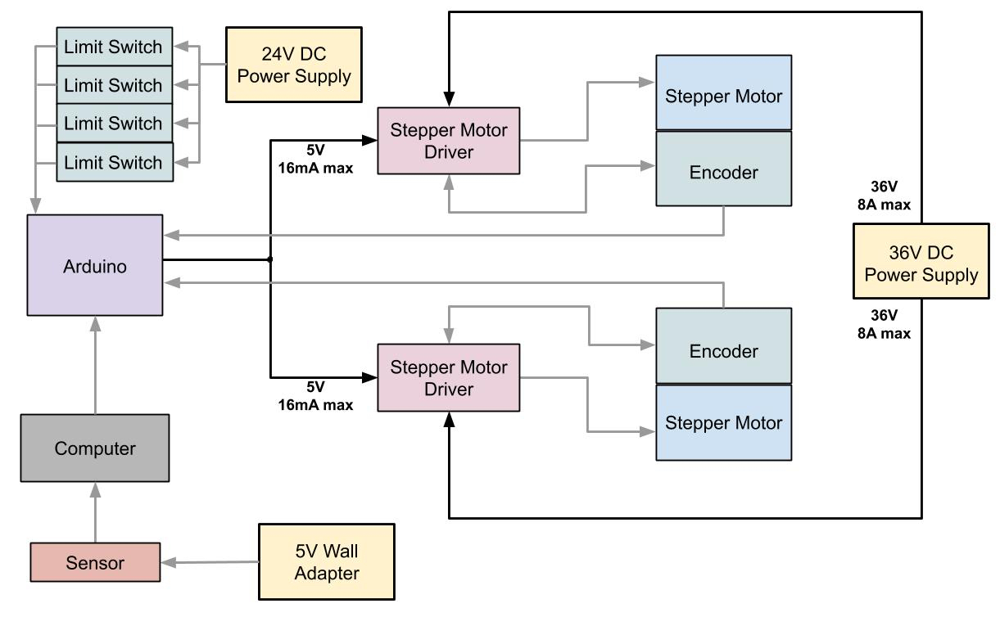 Limit Switch
Limit Switch
Limit Switch
Limit Switch
24V DC
Power Supply
Stepper Motor
Driver
5V
16mA max
Stepper Motor
Encoder
36V
8A max
36V DC
Power Supply
36V
8A max
Arduino
Encoder
Stepper Motor
Stepper Motor
Driver
5V
16mA max
Computer
Sensor
5V Wall
Adapter